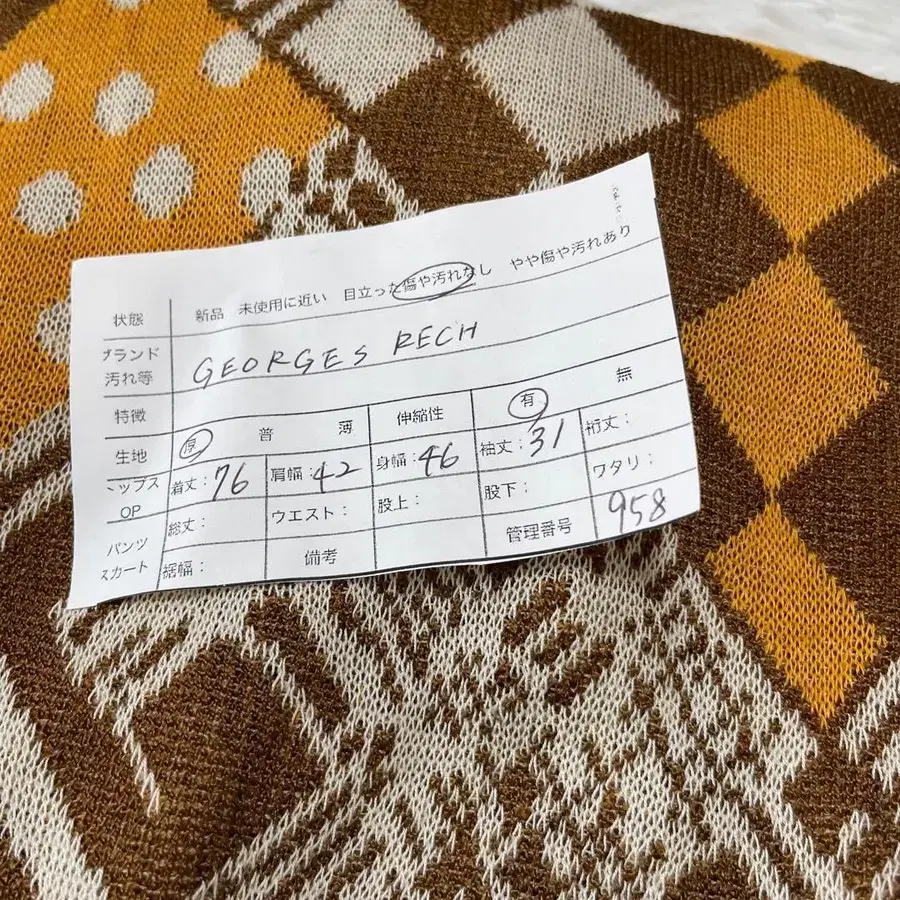 状態 新品 未使用に近い 目立った傷や汚れなし やや傷や汚れあり
ブランド GEORGES RECH
汚れ等
特徴
生地 厚 普 薄 伸縮性 有 無
トップス 着丈：76 肩幅：42 身幅：46 袖丈：31 裄丈：
OP 総丈： ウエスト： 股上： 股下： ワタリ：
パンツ
スカート 裾幅： 備考 管理番号 958